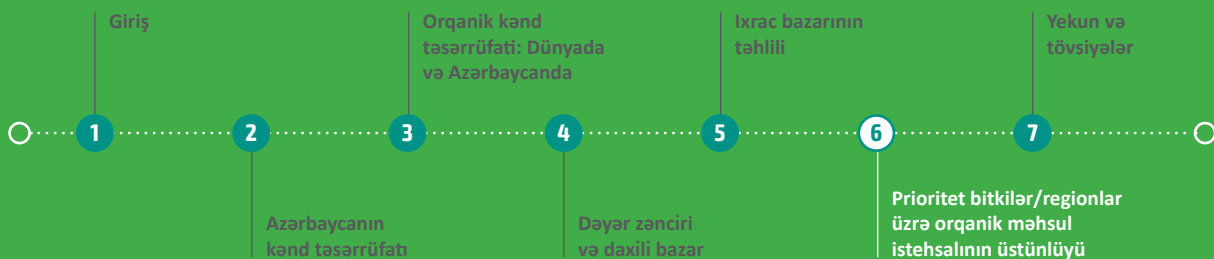 Giriş
Orqanik kənd
təsərrüfatı: Dünyada
və Azərbaycanda
Ixrac bazarının
təhlili
Yekun və
tövsiyələr
1 2 3 4 5 6 7
Azərbaycanın
kənd təsərrüfatı
Dəyər zənciri
və daxili bazar
Prioritet bitkilər/regionlar
üzrə orqanik məhsul
istehsalının üstünlüyü